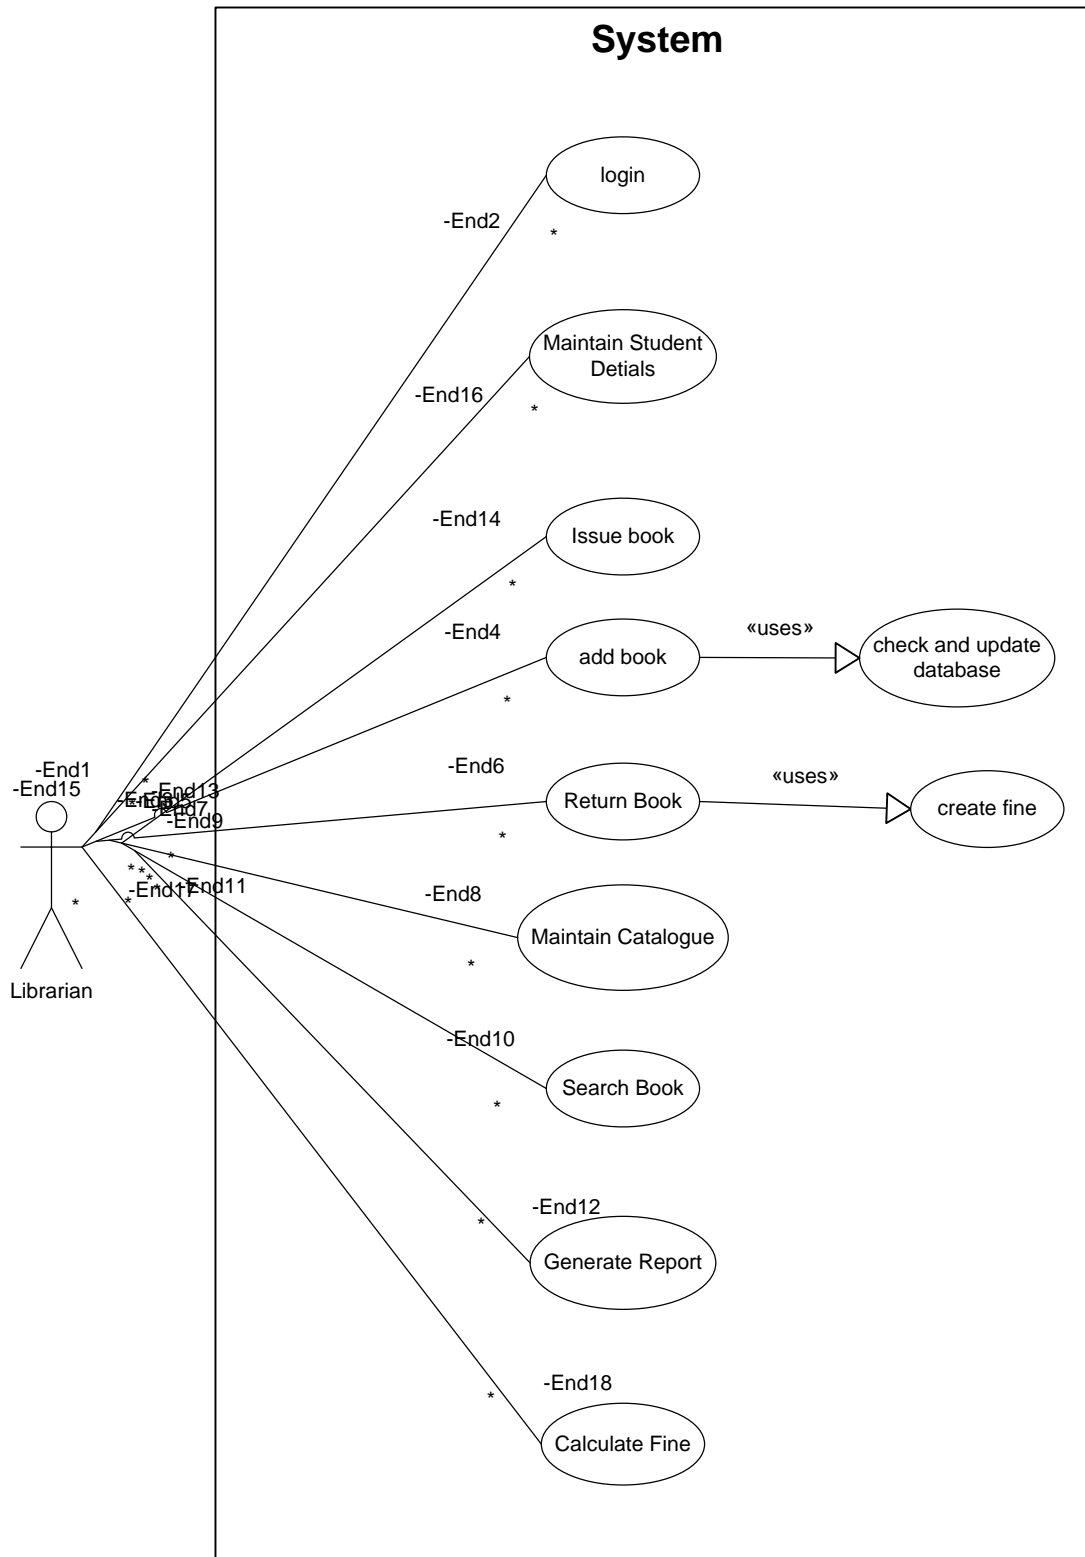 System
login
-End2
*
Maintain Student
Detials
-End16
*
-End14
Issue book
*
-End4
add book
«uses»
check and update
database
*
-End1
-End15
*
-End13
-End5
-End7
-End9
-End6
Return Book
«uses»
create fine
*
*
*
*
*
*
-End17
-End11
*
*
-End8
Maintain Catalogue
*
Librarian
-End10
Search Book
*
-End12
*
Generate Report
-End18
*
Calculate Fine